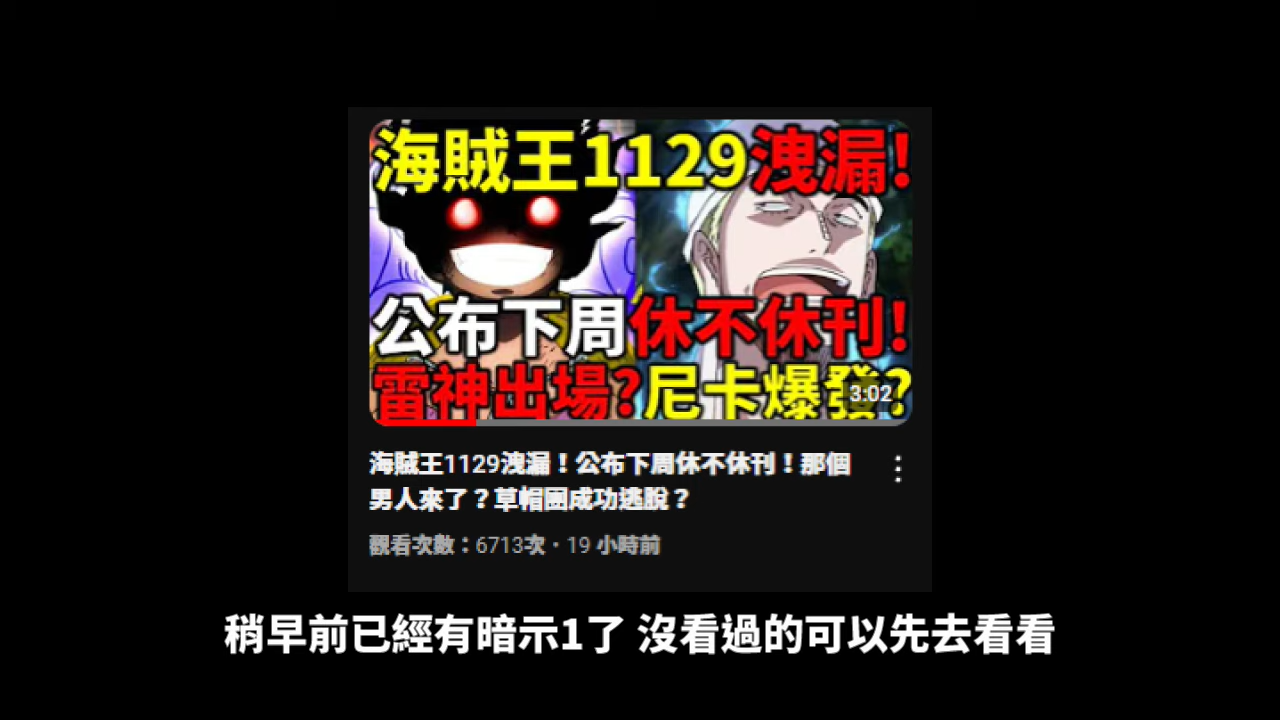 海賊王1129洩漏!
公布下周休不休刊!
雷神出場?尼卡爆發?
3:02
海賊王1129洩漏！公布下周休不休刊！那個
男人來了？草帽團成功逃脫？
觀看次數：6713次・19 小時前
稍早前已經有暗示1了 沒看過的可以先去看看